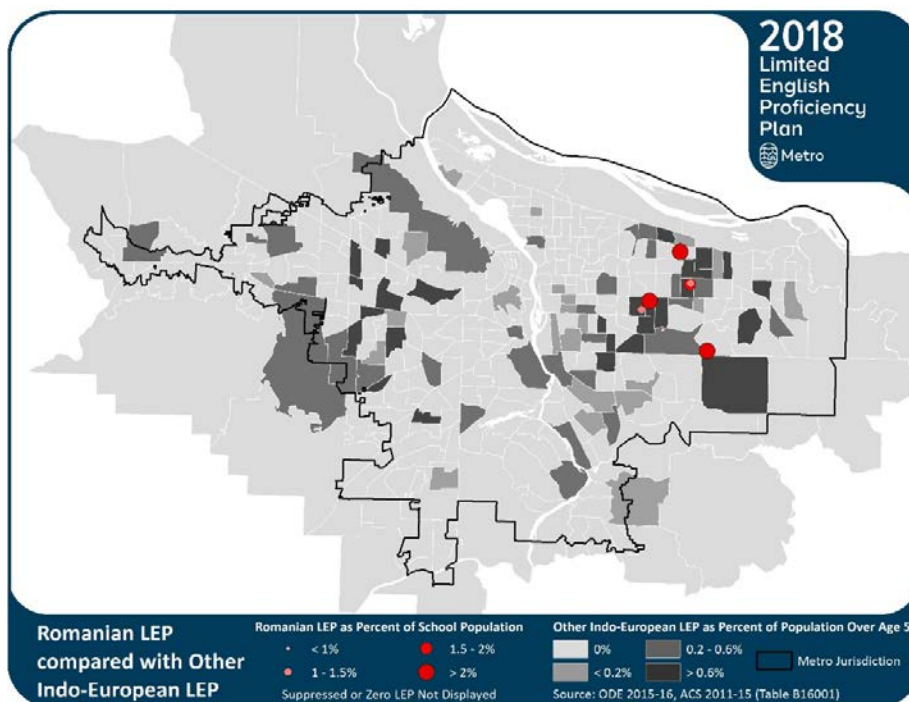 2018
Limited
English
Proficiency
Plan
Metro
Romanian LEP
compared with Other
Indo-European LEP
Romanian LEP as Percent of School Population
< 1%
1.5 - 2%
1 - 1.5%
> 2%
Suppressed or Zero LEP Not Displayed
Other Indo-European LEP as Percent of Population Over Age 5
0%
0.2 - 0.6%
< 0.2%
> 0.6%
Metro Jurisdiction
Source: ODE 2015-16, ACS 2011-15 (Table B16001)